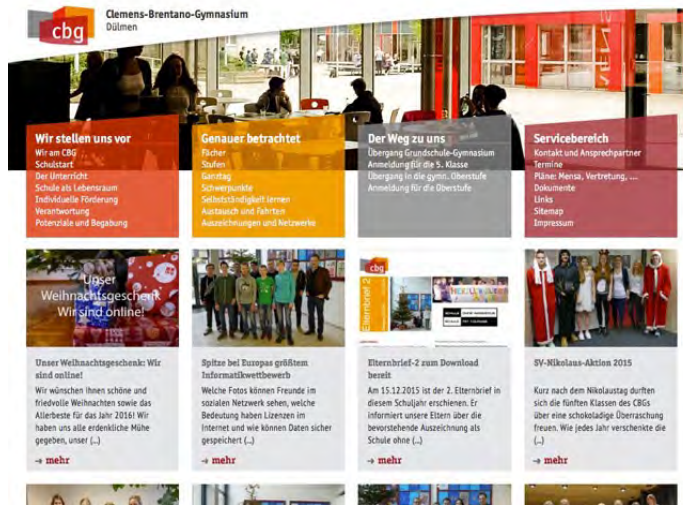 cbg
Clemens-Brentano-Gymnasium
Dülmen
Wir stellen uns vor
Wir am CBG
Schulstart
Der Unterricht
Schule als Lebensraum
Individuelle Förderung
Verantwortung
Potenziale und Begabung
Genauer betrachtet
Fächer
Stufen
Ganztag
Schwerpunkte
Selbstständigkeit lernen
Austausch und Fahrten
Auszeichnungen und Netzwerke
Der Weg zu uns
Übergang Grundschule-Gymnasium
Anmeldung für die 5. Klasse
Übergang in die gymn. Oberstufe
Anmeldung für die Oberstufe
Servicebereich
Kontakt und Ansprechpartner
Termine
Pläne: Mensa, Vertretung, ...
Dokumente
Links
Sitemap
Impressum
Unser
Weihnachtsgeschenk
Wir sind online!
Unser Weihnachtsgeschenk: Wir
sind online!
Wir wünschen Ihnen schöne und
friedvolle Weihnachten sowie das
Allerbeste für das Jahr 2016! Wir
haben uns alle erdenkliche Mühe
gegeben, unser (...)
→ mehr
Spitze bei Europas größtem
Informatikwettbewerb
Welche Fotos können Freunde im
sozialen Netzwerk sehen, welche
Bedeutung haben Lizenzen im
Internet und wie können Daten sicher
gespeichert (...)
→ mehr
cbg
Elternbrief 2
Elternbrief-2 zum Download
bereit
Am 15.12.2015 ist der 2. Elternbrief in
diesem Schuljahr erschienen. Er
informiert unsere Eltern über die
bevorstehende Auszeichnung als
Schule ohne (...)
→ mehr
SV-Nikolaus-Aktion 2015
Kurz nach dem Nikolaustag durften
sich die fünften Klassen des CBGs
über eine schokoladige Überraschung
freuen. Wie jedes Jahr verschenkte die
(...)
→ mehr